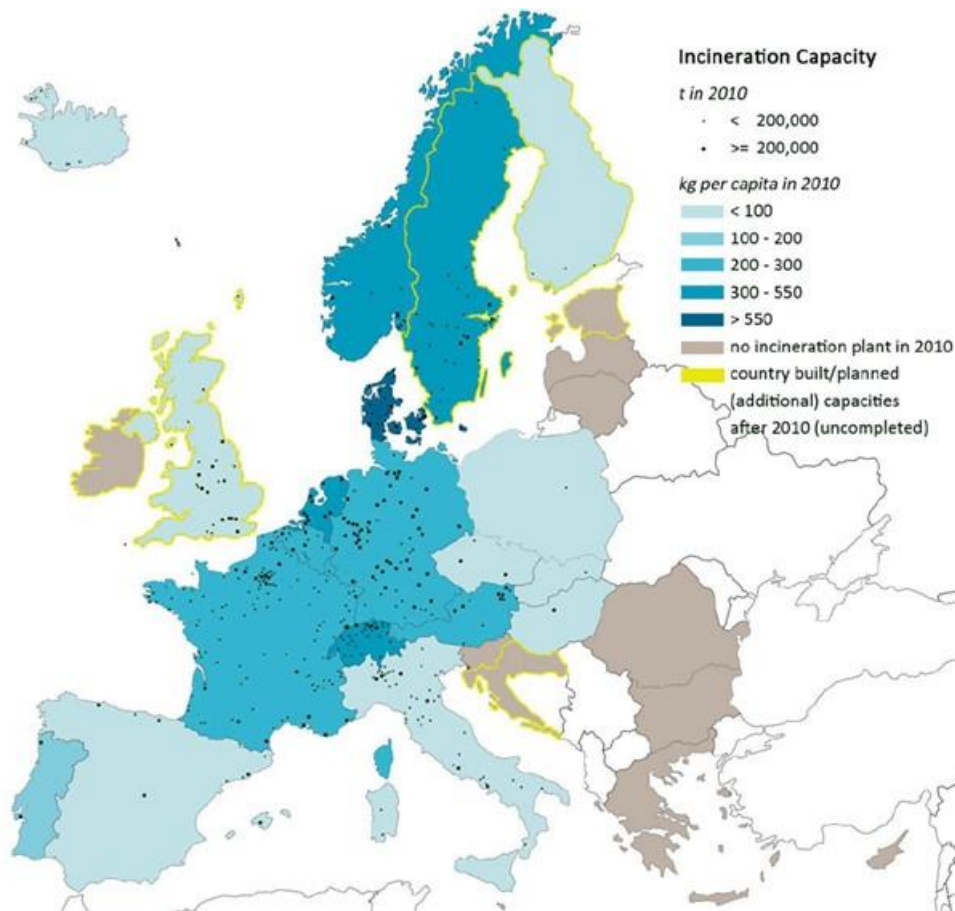 Incineration Capacity
t in 2010
< 200,000
>= 200,000
kg per capita in 2010
< 100
100 - 200
200 - 300
300 - 550
> 550
no incineration plant in 2010
country built/planned
(additional) capacities
after 2010 (uncompleted)